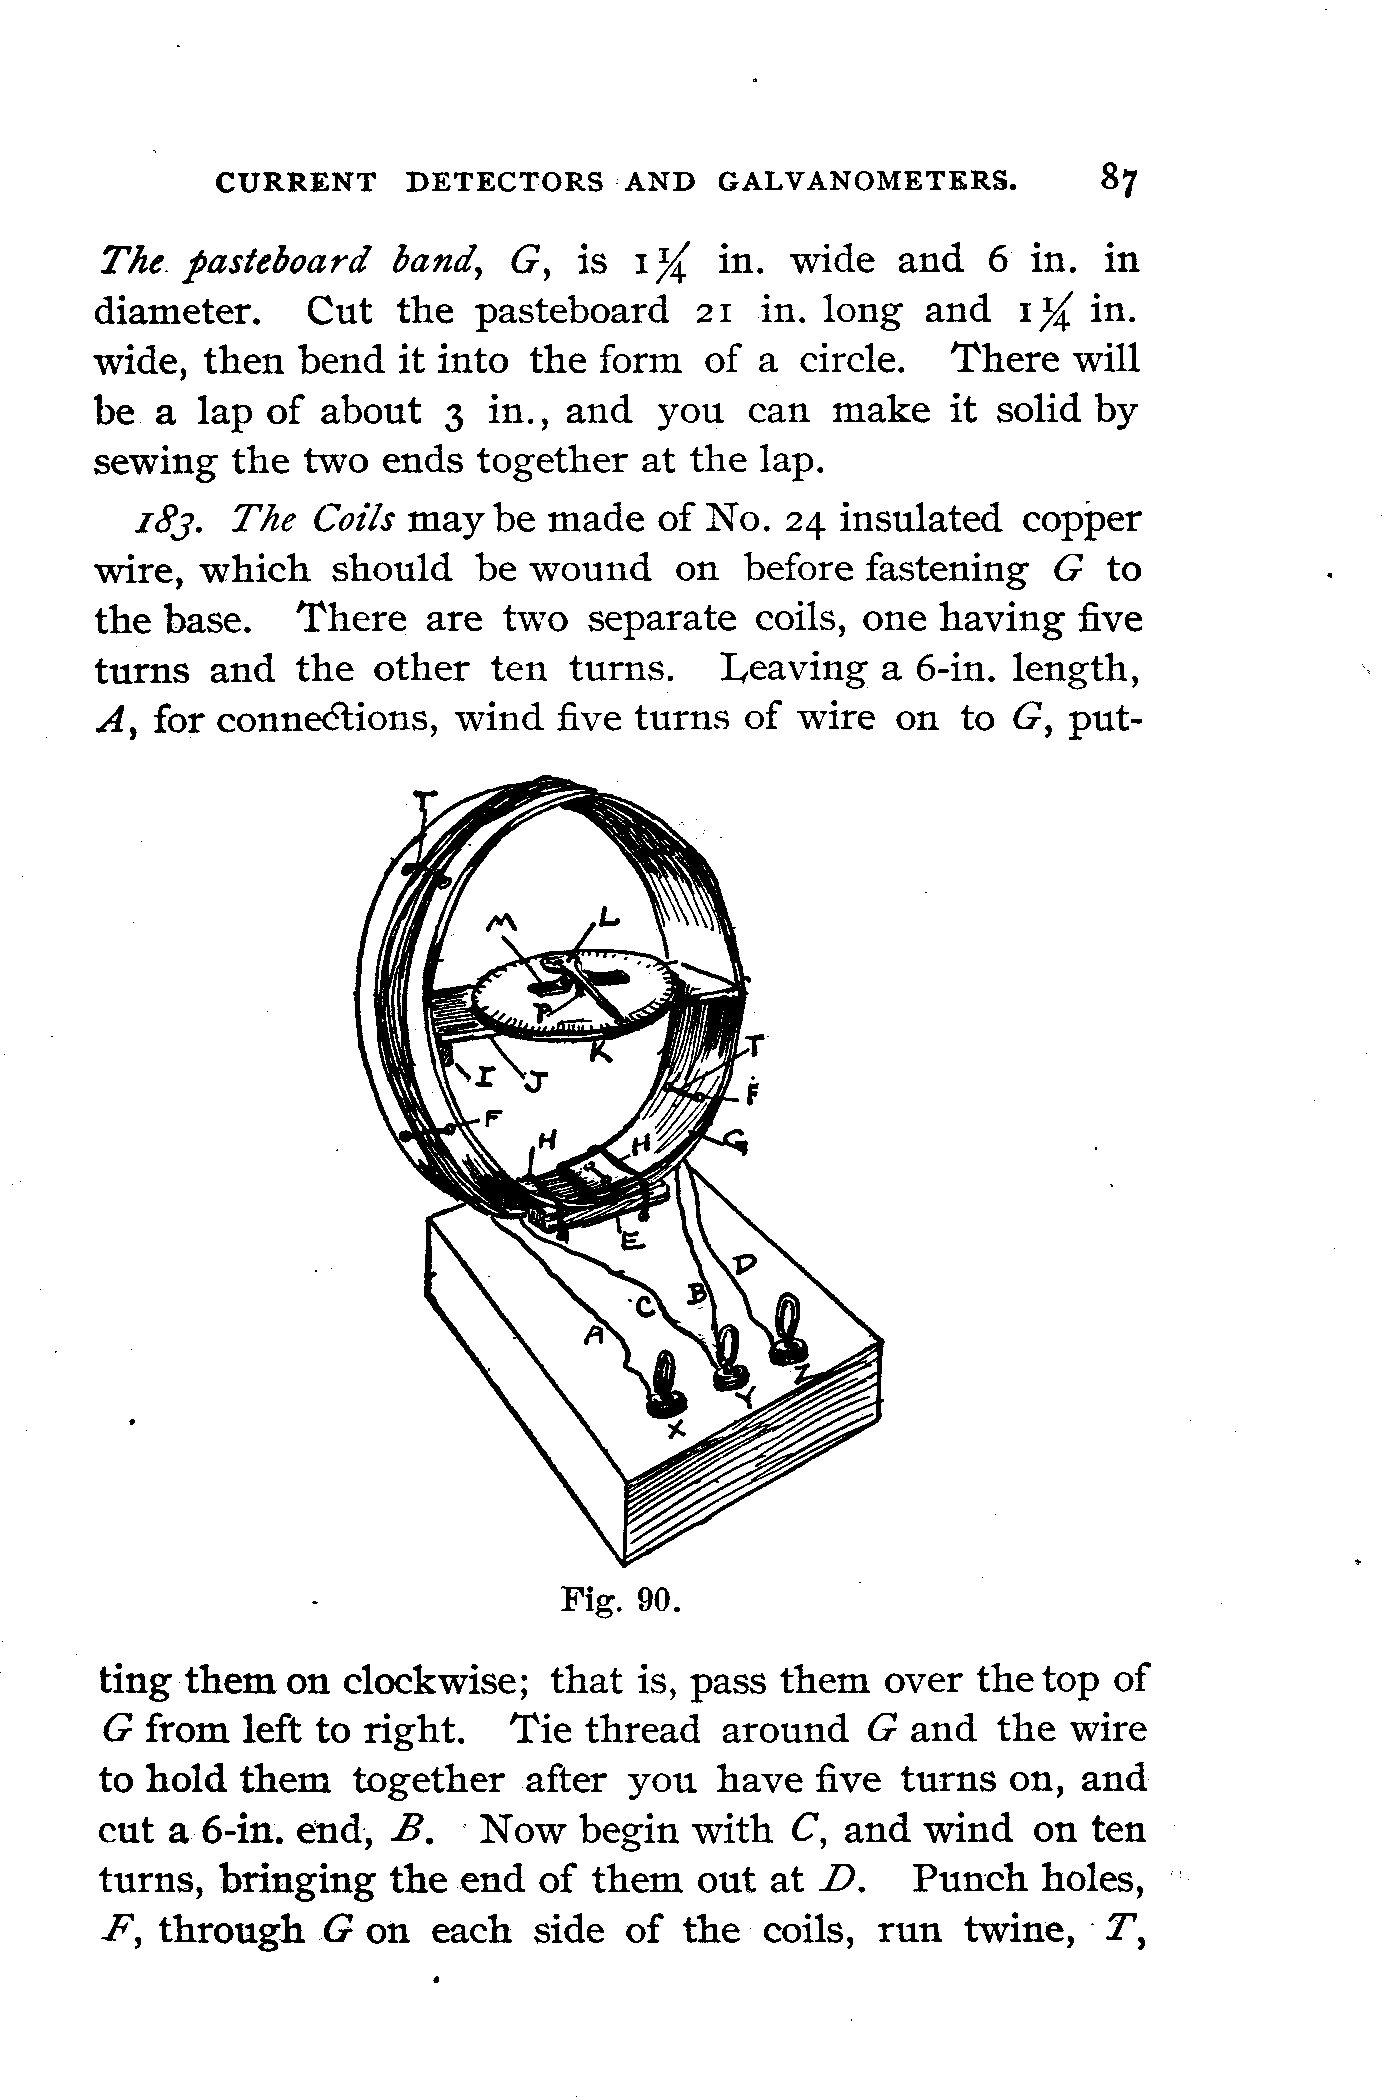 CURRENT DETECTORS AND GALVANOMETERS. 87
The pasteboard band, G, is 1¼ in. wide and 6 in. in
diameter. Cut the pasteboard 21 in. long and 1¼ in.
wide, then bend it into the form of a circle. There will
be a lap of about 3 in., and you can make it solid by
sewing the two ends together at the lap.
183. The Coils may be made of No. 24 insulated copper
wire, which should be wound on before fastening G to
the base. There are two separate coils, one having five
turns and the other ten turns. Leaving a 6-in. length,
A, for connections, wind five turns of wire on to G, put-
T
M L
P
K
T
I J
F
F
H H G
E
D
C B
A
Z
Y
X
Fig. 90.
ting them on clockwise; that is, pass them over the top of
G from left to right. Tie thread around G and the wire
to hold them together after you have five turns on, and
cut a 6-in. end, B. Now begin with C, and wind on ten
turns, bringing the end of them out at D. Punch holes,
F, through G on each side of the coils, run twine, T,